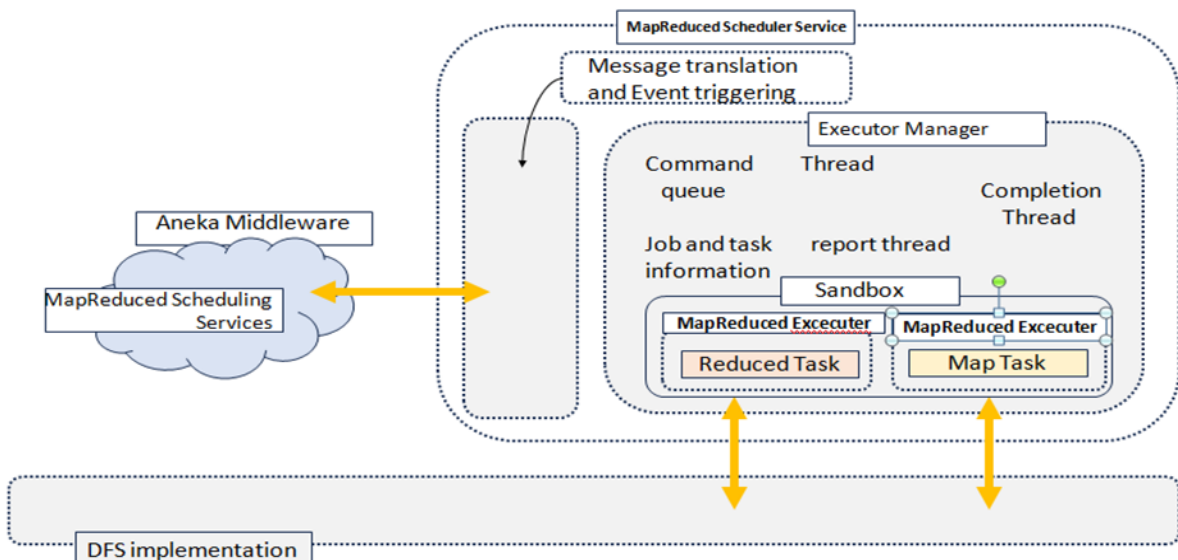 MapReduced Scheduler Service
Message translation
and Event triggering
Executor Manager
Command
queue
Thread
Completion
Thread
Aneka Middleware
Job and task
information
report thread
MapReduced Scheduling
Services
Sandbox
MapReduced Excecuter
MapReduced Excecuter
Reduced Task
Map Task
DFS implementation